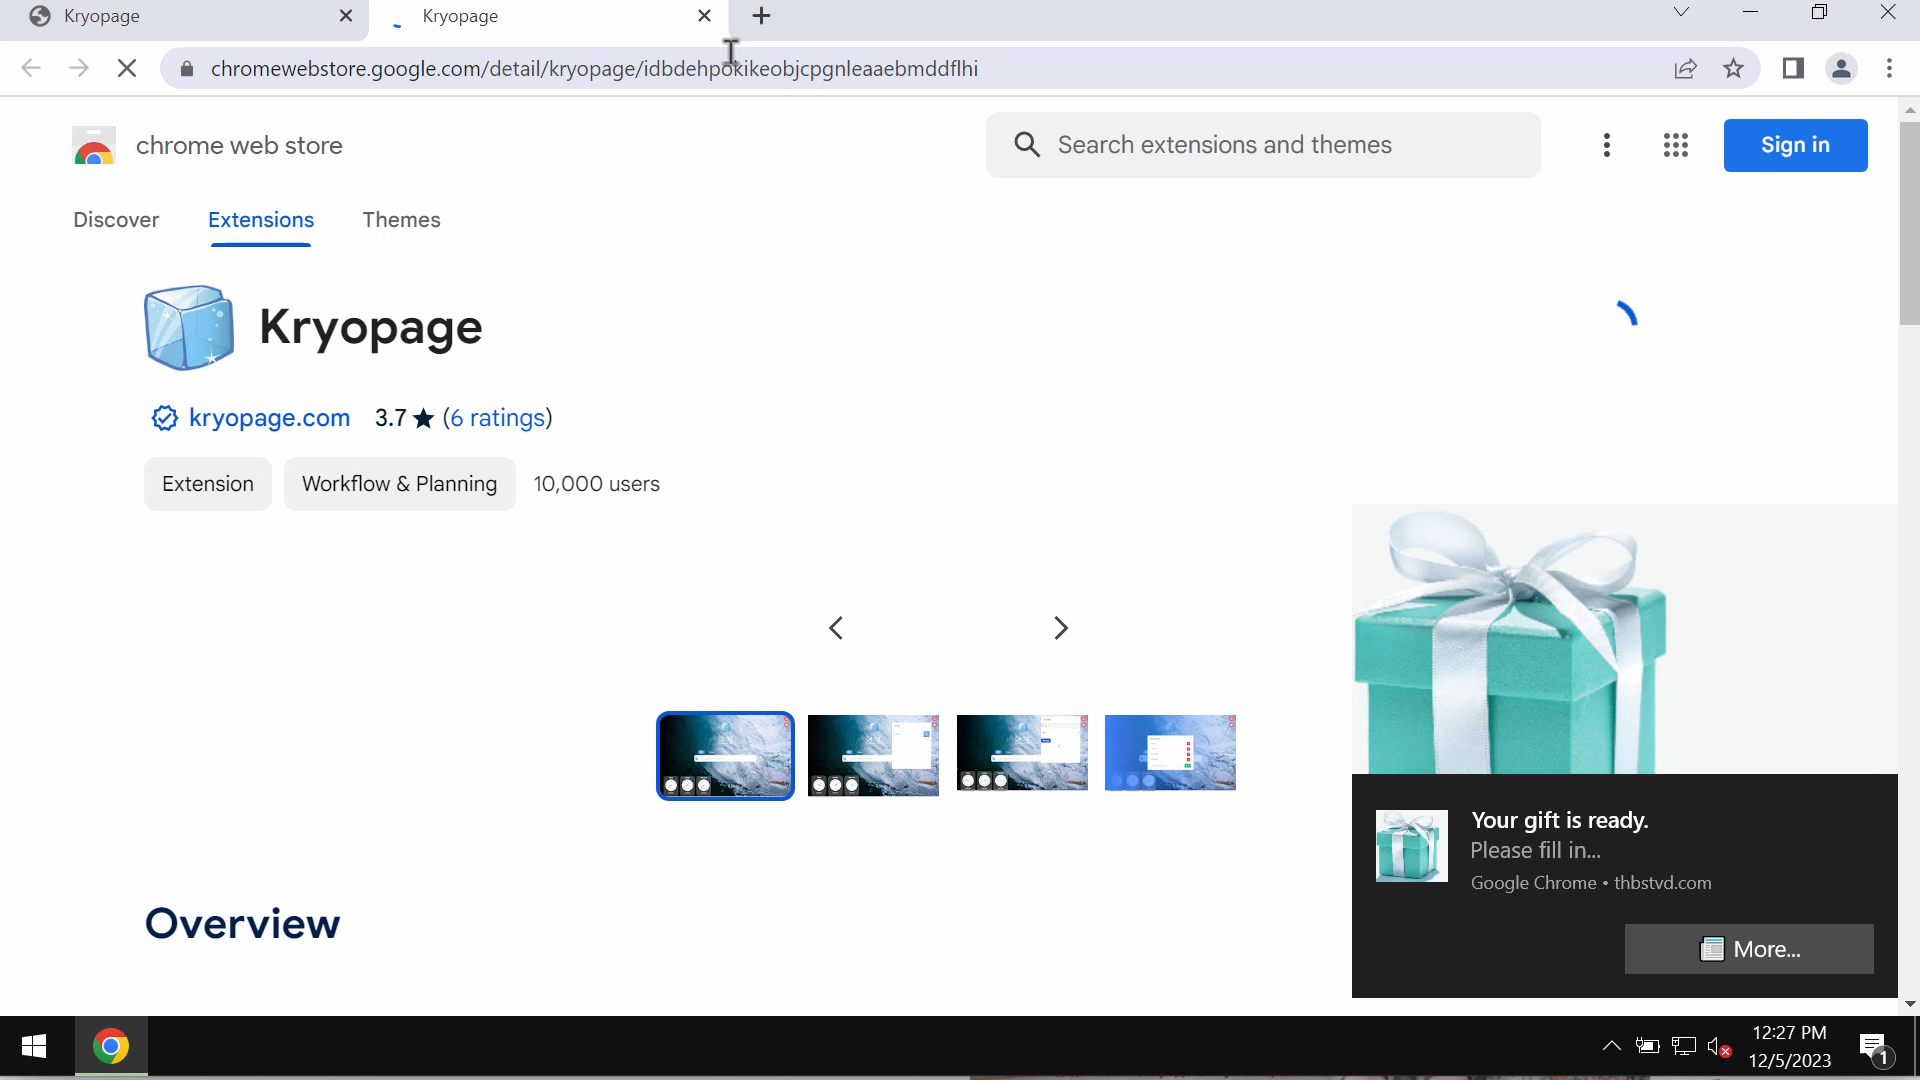 Kryopage
Kryopage
chromewebstore.google.com/detail/kryopage/idbdehpokikeobjcpgnleaaebmddflhi
chrome web store
Search extensions and themes
Sign in
Discover
Extensions
Themes
Kryopage
kryopage.com
3.7 ★ (6 ratings)
Extension
Workflow & Planning
10,000 users
Overview
Your gift is ready.
Please fill in...
Google Chrome • thbstvd.com
More...
12:27 PM
12/5/2023
1